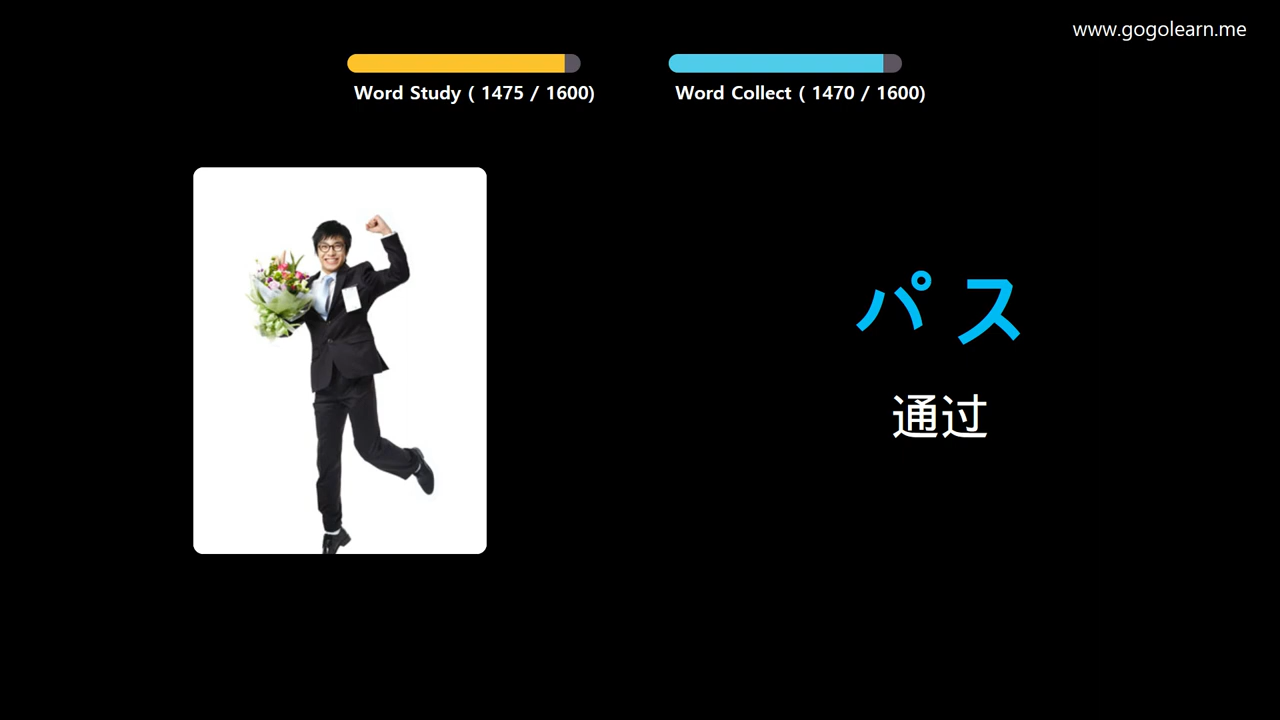 www.gogolearn.me
Word Study ( 1475 / 1600)
Word Collect ( 1470 / 1600)
パ ス
通过